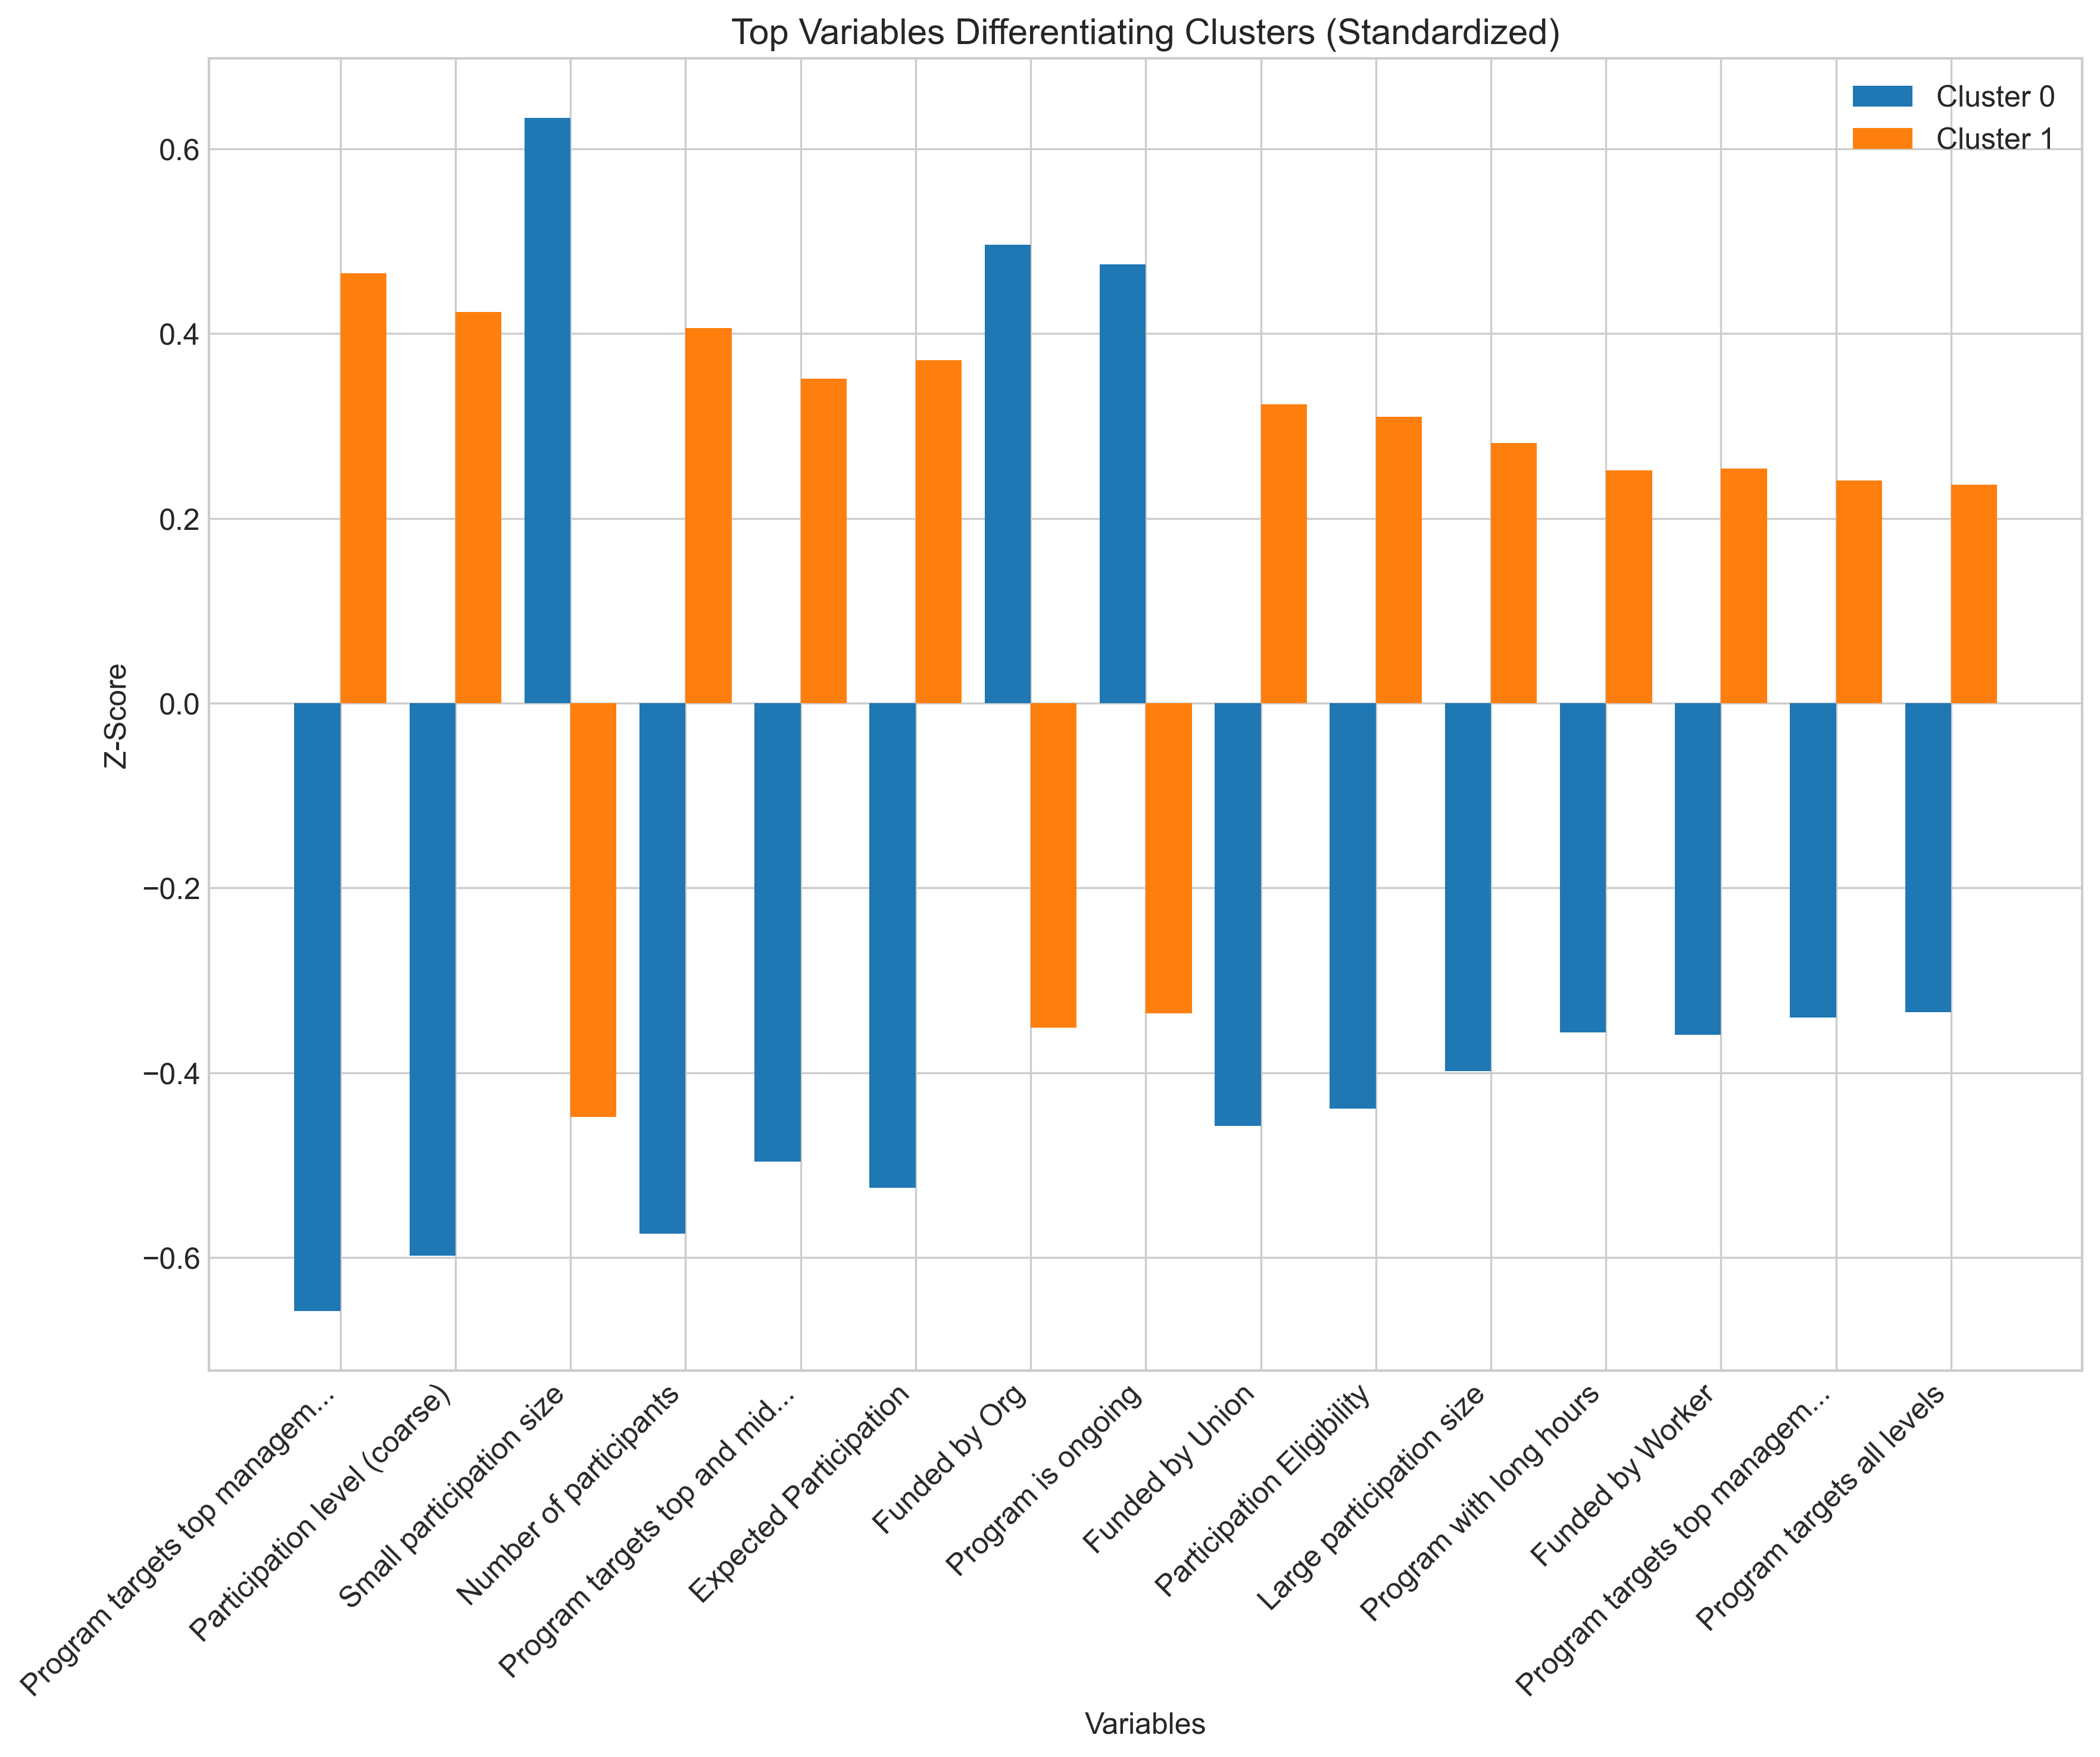 Top Variables Differentiating Clusters (Standardized)
Cluster 0
Cluster 1
Z-Score
0.6
0.4
0.2
0.0
−0.2
−0.4
−0.6
Program targets top managem...
Participation level (coarse)
Small participation size
Number of participants
Program targets top and mid...
Expected Participation
Funded by Org
Program is ongoing
Funded by Union
Participation Eligibility
Large participation size
Program with long hours
Funded by Worker
Program targets top managem...
Program targets all levels
Variables